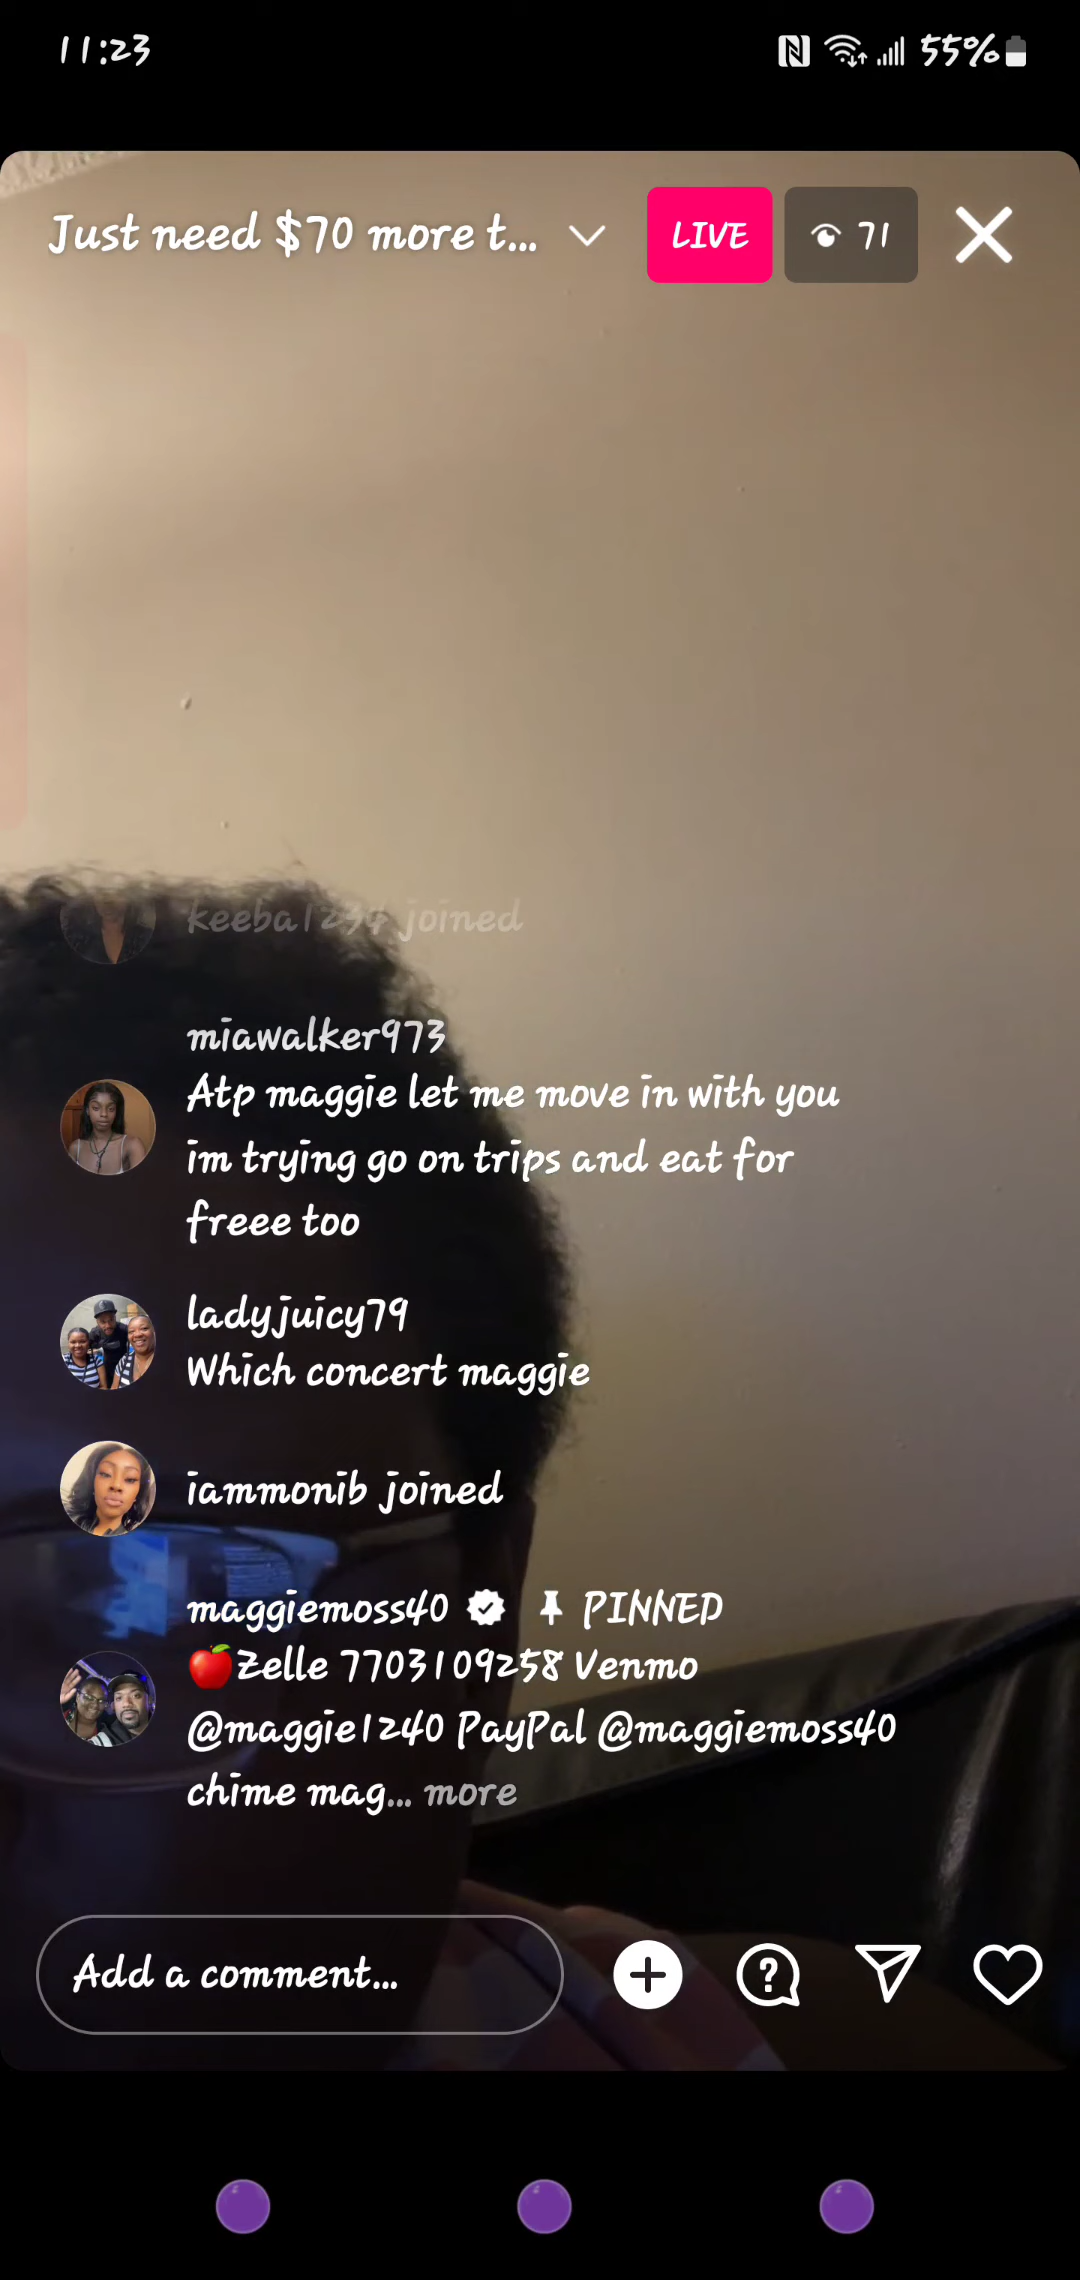 11:23
55%
Just need $70 more t...
LIVE
71
keeba1234 joined
miawalker973
Atp maggie let me move in with you
im trying go on trips and eat for
freee too
ladyjuicy79
Which concert maggie
iammonib joined
maggiemoss40 PINNED
🍎Zelle 7703109258 Venmo
@maggie1240 PayPal @maggiemoss40
chime mag... more
Add a comment...